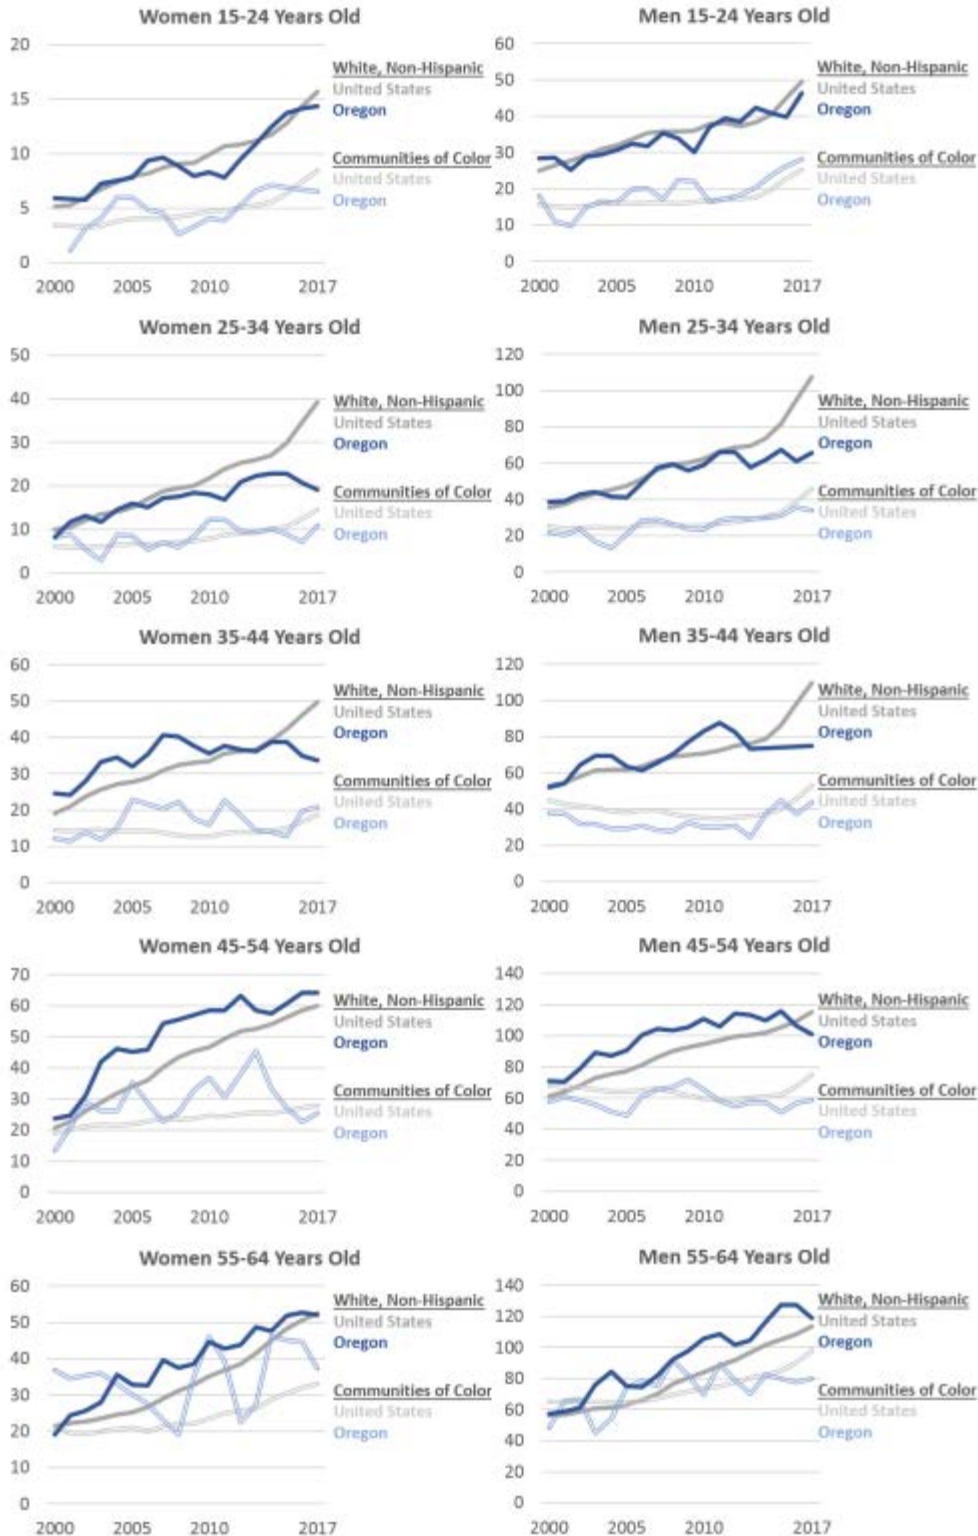 Women 15-24 Years Old
20
15
10
5
0
2000 2005 2010 2017
White, Non-Hispanic
United States
Oregon
Communities of Color
United States
Oregon
Men 15-24 Years Old
60
50
40
30
20
10
0
2000 2005 2010 2017
White, Non-Hispanic
United States
Oregon
Communities of Color
United States
Oregon
Women 25-34 Years Old
50
40
30
20
10
0
2000 2005 2010 2017
White, Non-Hispanic
United States
Oregon
Communities of Color
United States
Oregon
Men 25-34 Years Old
120
100
80
60
40
20
0
2000 2005 2010 2017
White, Non-Hispanic
United States
Oregon
Communities of Color
United States
Oregon
Women 35-44 Years Old
60
50
40
30
20
10
0
2000 2005 2010 2017
White, Non-Hispanic
United States
Oregon
Communities of Color
United States
Oregon
Men 35-44 Years Old
120
100
80
60
40
20
0
2000 2005 2010 2017
White, Non-Hispanic
United States
Oregon
Communities of Color
United States
Oregon
Women 45-54 Years Old
70
60
50
40
30
20
10
0
2000 2005 2010 2017
White, Non-Hispanic
United States
Oregon
Communities of Color
United States
Oregon
Men 45-54 Years Old
140
120
100
80
60
40
20
0
2000 2005 2010 2017
White, Non-Hispanic
United States
Oregon
Communities of Color
United States
Oregon
Women 55-64 Years Old
60
50
40
30
20
10
0
2000 2005 2010 2017
White, Non-Hispanic
United States
Oregon
Communities of Color
United States
Oregon
Men 55-64 Years Old
140
120
100
80
60
40
20
0
2000 2005 2010 2017
White, Non-Hispanic
United States
Oregon
Communities of Color
United States
Oregon